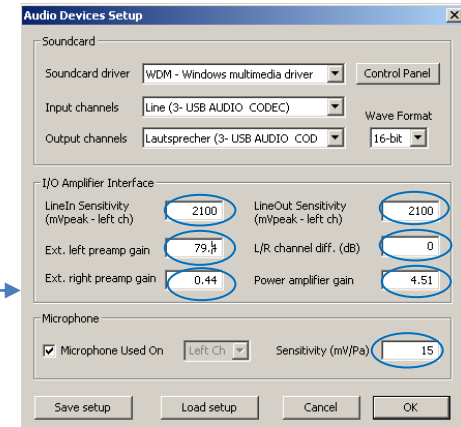 Audio Devices Setup
Soundcard
Soundcard driver WDM - Windows multimedia driver Control Panel
Input channels Line (3- USB AUDIO CODEC)
Wave Format
Output channels Lautsprecher (3- USB AUDIO COD 16-bit
I/O Amplifier Interface
LineIn Sensitivity
(mVpeak - left ch) 2100
LineOut Sensitivity
(mVpeak - left ch) 2100
Ext. left preamp gain 79.4 L/R channel diff. (dB) 0
Ext. right preamp gain 0.44 Power amplifier gain 4.51
Microphone
Microphone Used On Left Ch Sensitivity (mV/Pa) 15
Save setup Load setup Cancel OK